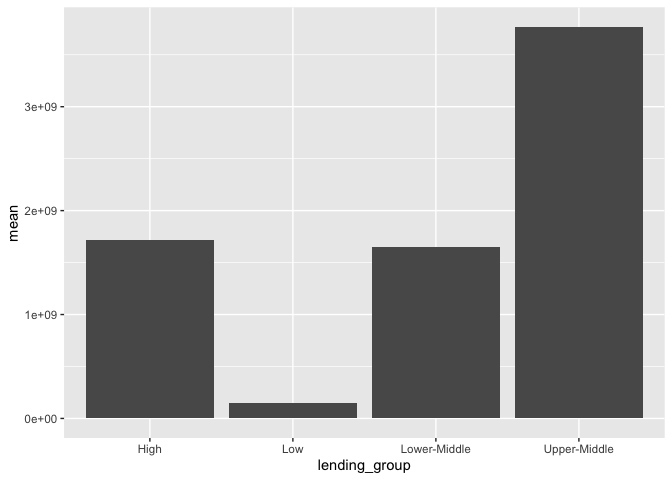 3e+09
2e+09
1e+09
0e+00
mean
High Low Lower-Middle Upper-Middle
lending_group